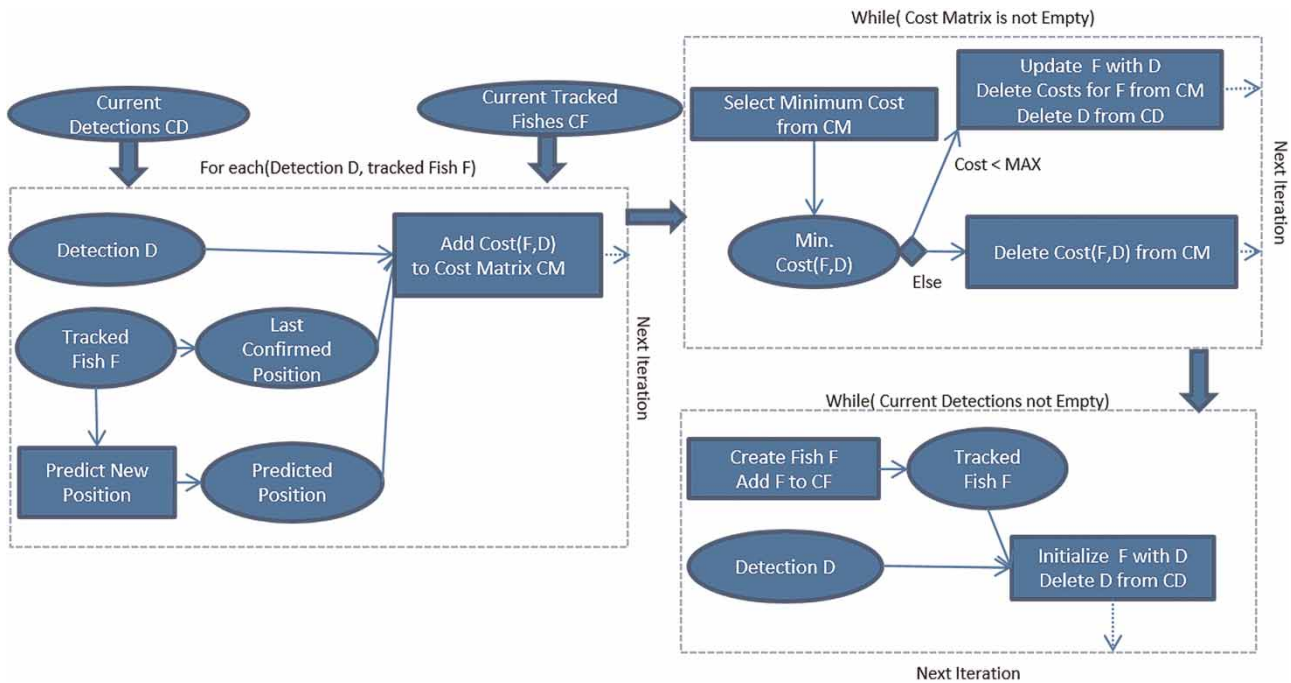 Current
Detections CD
Current Tracked
Fishes CF
For each(Detection D, tracked Fish F)
Detection D
Add Cost(F,D)
to Cost Matrix CM
Tracked
Fish F
Last
Confirmed
Position
Predict New
Position
Predicted
Position
Next Iteration
While( Cost Matrix is not Empty)
Select Minimum Cost
from CM
Update F with D
Delete Costs for F from CM
Delete D from CD
Cost < MAX
Min.
Cost(F,D)
Else
Delete Cost(F,D) from CM
Next Iteration
While( Current Detections not Empty)
Create Fish F
Add F to CF
Tracked
Fish F
Detection D
Initialize F with D
Delete D from CD
Next Iteration